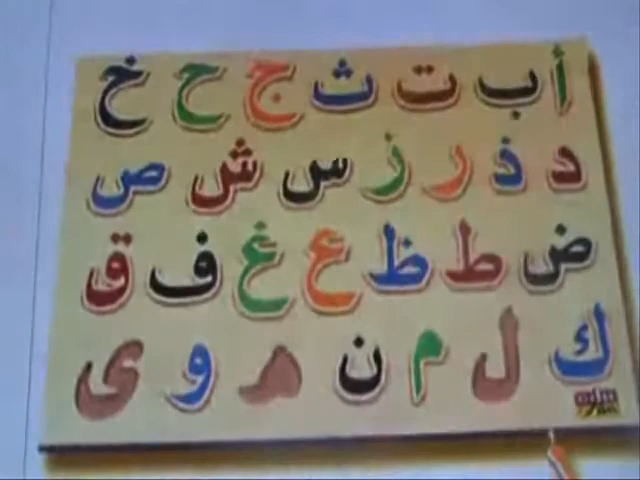 أ ب ت ث ج ح خ
د ذ ر ز س ش ص
ض ط ظ ع غ ف ق
ك ل م ن ه و ى